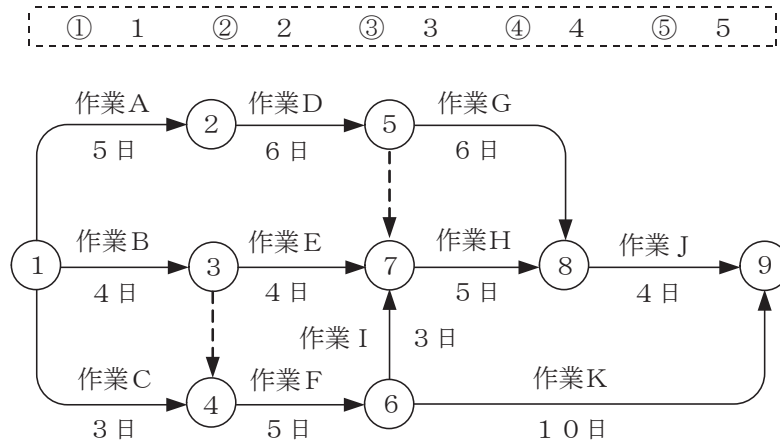 ① 1 ② 2 ③ 3 ④ 4 ⑤ 5
作業A 作業D 作業G
2 5
5日 6日 6日
作業B 作業E 作業H 作業J
1 3 7 8 9
4日 4日 5日 4日
作業I 3日
作業C 作業F 作業K
4 6
3日 5日 10日